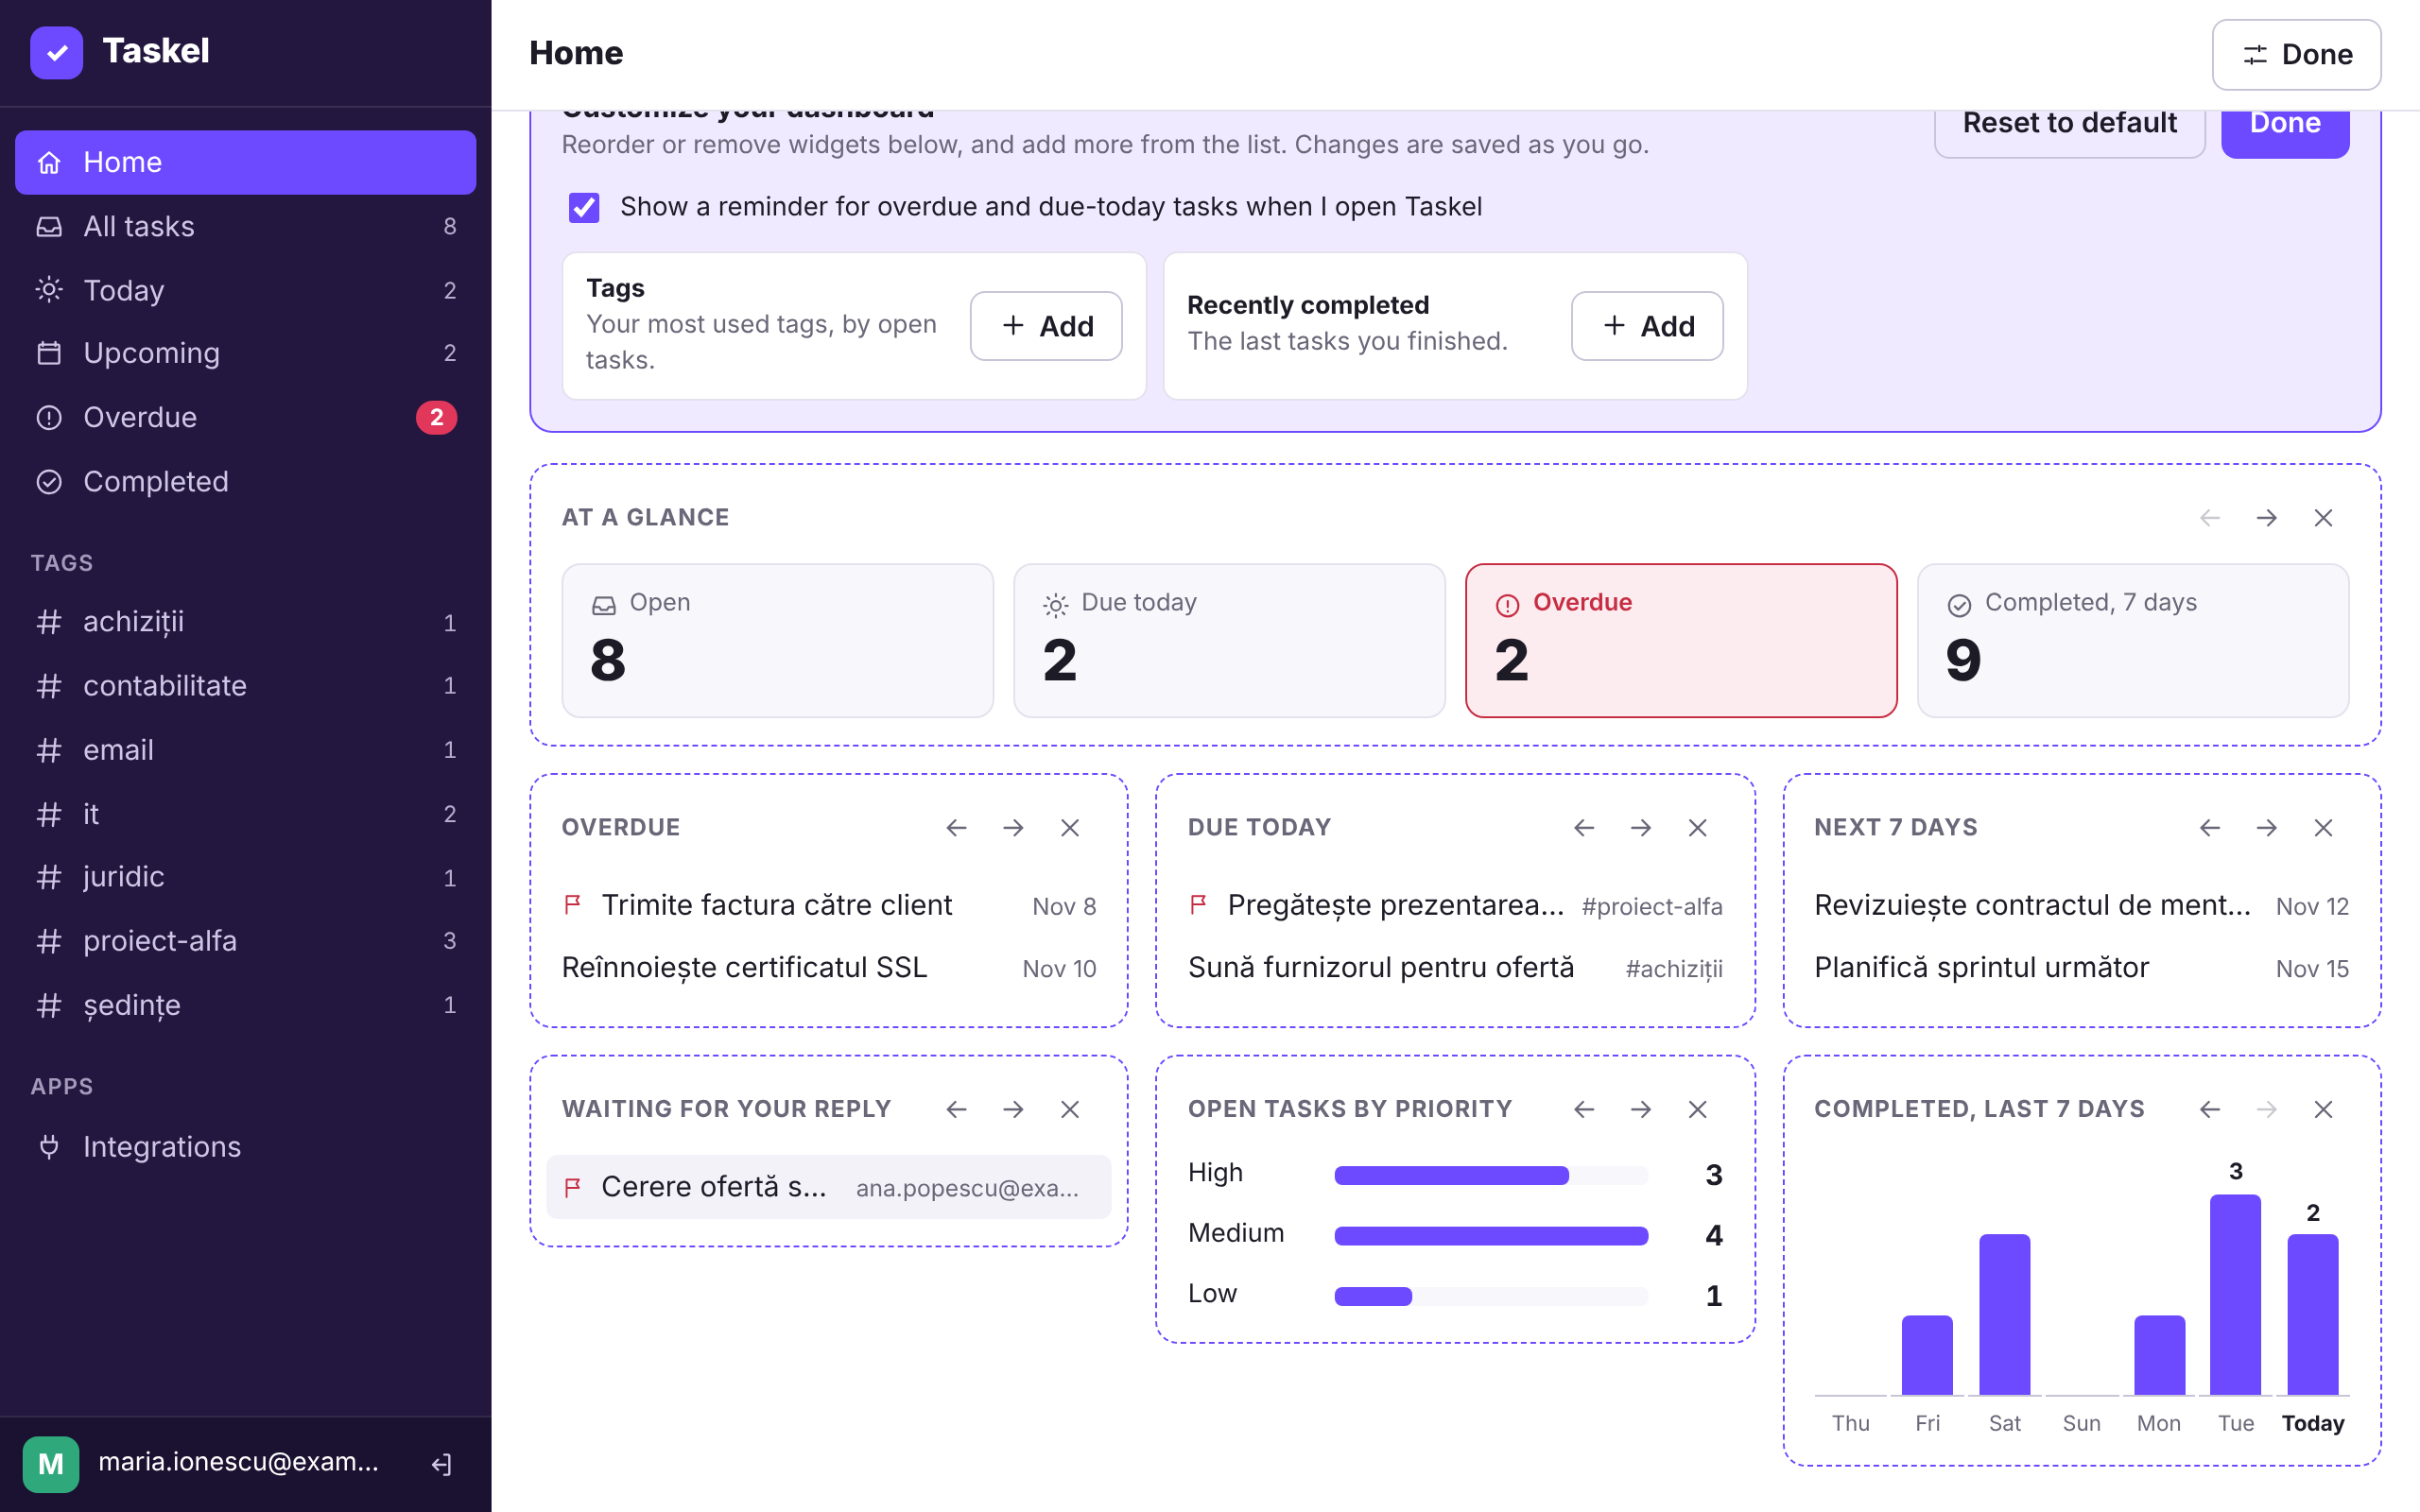 Taskel
Home
All tasks 8
Today 2
Upcoming 2
Overdue 2
Completed
TAGS
achiziții 1
contabilitate 1
email 1
it 2
juridic 1
proiect-alfa 3
ședințe 1
APPS
Integrations
M maria.ionescu@exam...
Home
Done
Customize your dashboard
Reorder or remove widgets below, and add more from the list. Changes are saved as you go.
Reset to default
Done
Show a reminder for overdue and due-today tasks when I open Taskel
Tags
Your most used tags, by open
tasks.
Add
Recently completed
The last tasks you finished.
Add
AT A GLANCE
Open
8
Due today
2
Overdue
2
Completed, 7 days
9
OVERDUE
Trimite factura către client Nov 8
Reînnoiește certificatul SSL Nov 10
DUE TODAY
Pregătește prezentarea... #proiect-alfa
Sună furnizorul pentru ofertă #achiziții
NEXT 7 DAYS
Revizuiește contractul de ment... Nov 12
Planifică sprintul următor Nov 15
WAITING FOR YOUR REPLY
Cerere ofertă s... ana.popescu@exa...
OPEN TASKS BY PRIORITY
High 3
Medium 4
Low 1
COMPLETED, LAST 7 DAYS
3
2
Thu Fri Sat Sun Mon Tue Today